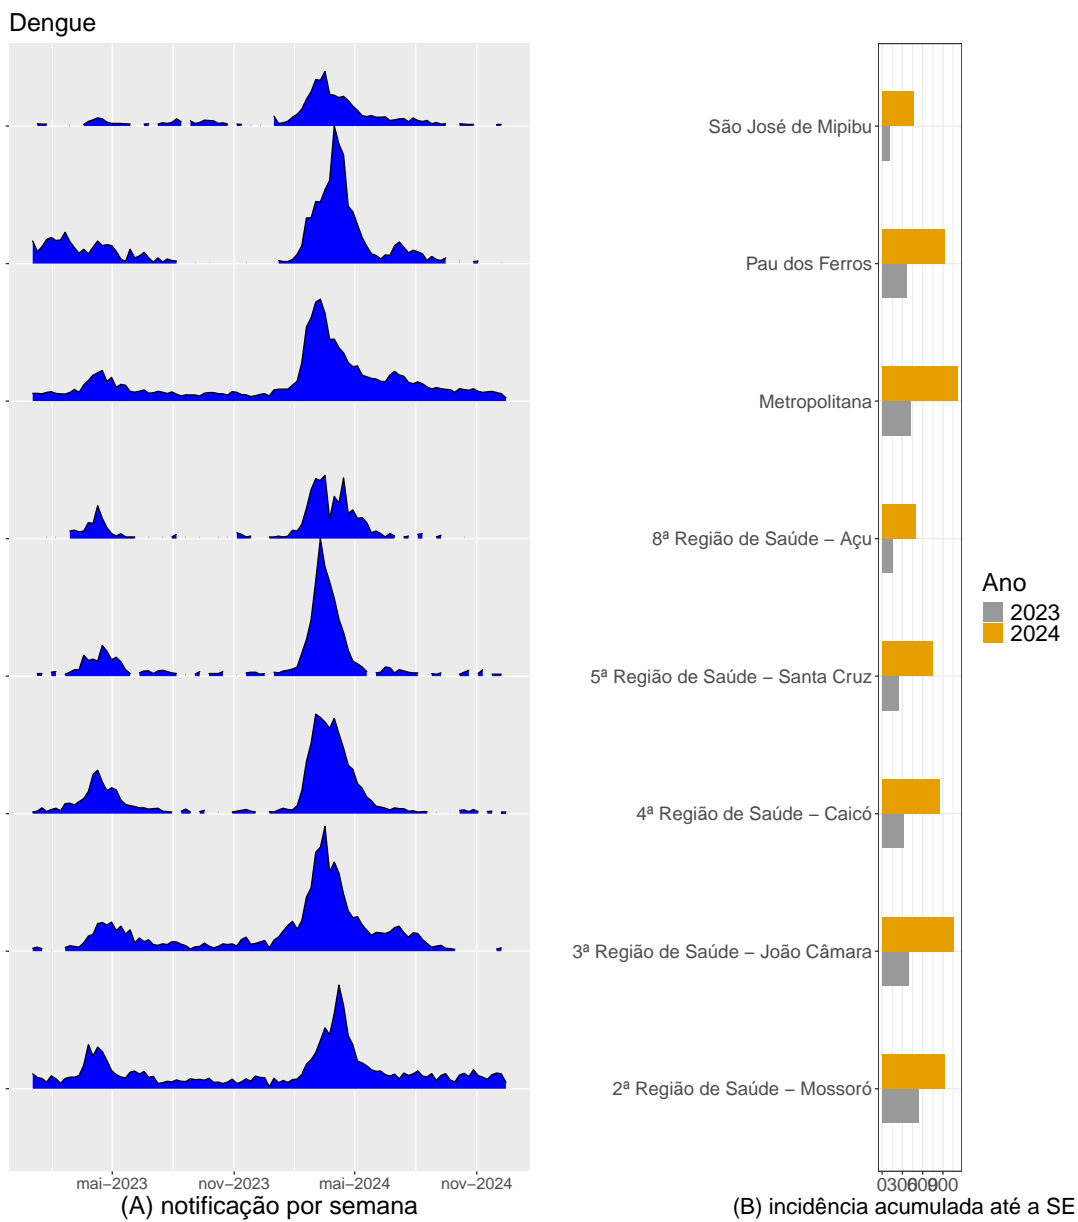 Dengue
São José de Mipibu
Pau dos Ferros
Metropolitana
8ª Região de Saúde – Açu
5ª Região de Saúde – Santa Cruz
4ª Região de Saúde – Caicó
3ª Região de Saúde – João Câmara
2ª Região de Saúde – Mossoró
Ano
2023
2024
mai–2023 nov–2023 mai–2024 nov–2024
0 300 600 900
(A) notificação por semana
(B) incidência acumulada até a SE